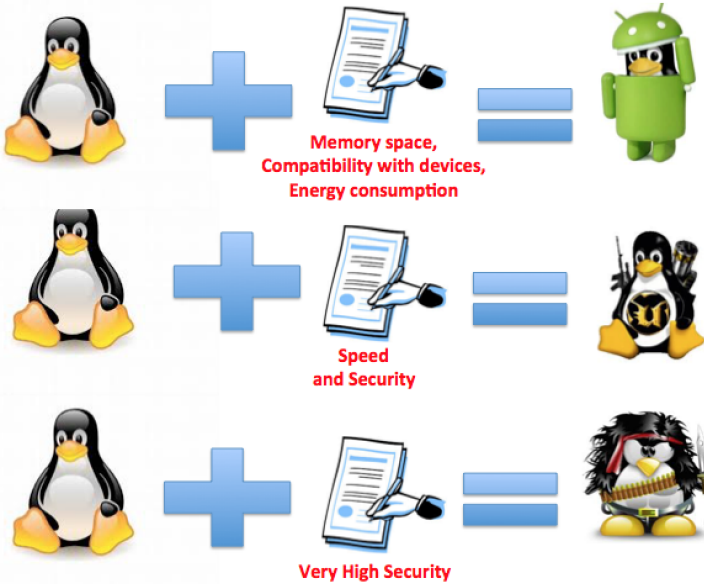 Memory space,
Compatibility with devices,
Energy consumption
Speed
and Security
Very High Security